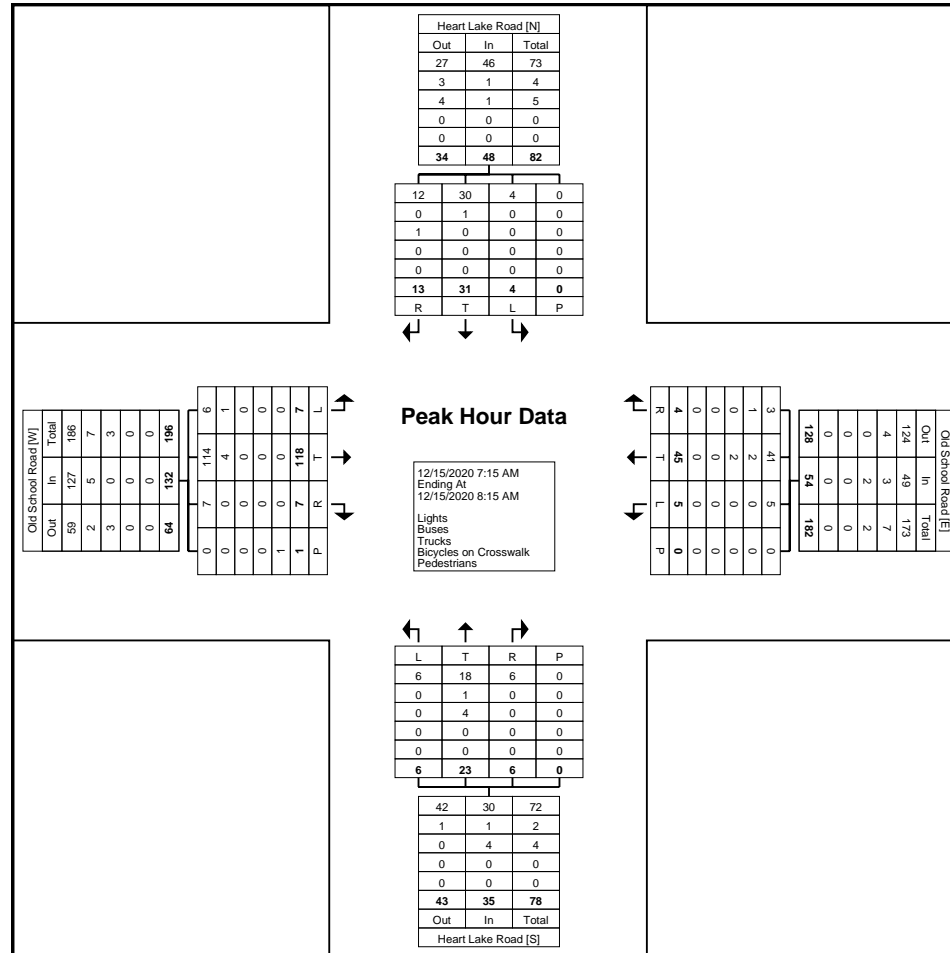 Heart Lake Road [N]
Out In Total
27 46 73
3 1 4
4 1 5
0 0 0
0 0 0
34 48 82
12 30 4 0
0 1 0 0
1 0 0 0
0 0 0 0
0 0 0 0
13 31 4 0
R T L P
Old School Road [W]
Out In Total
59 127 186
2 5 7
3 0 3
0 0 0
0 0 0
64 132 196
6 114 7 0
1 4 0 0
0 0 0 0
0 0 0 0
0 0 0 1
7 118 7 1
L T R P
Peak Hour Data
12/15/2020 7:15 AM
Ending At
12/15/2020 8:15 AM
Lights
Buses
Trucks
Bicycles on Crosswalk
Pedestrians
Old School Road [E]
Out In Total
124 49 173
4 3 7
0 2 2
0 0 0
0 0 0
128 54 182
3 41 5 0
1 2 0 0
0 2 0 0
0 0 0 0
0 0 0 0
4 45 5 0
R T L P
L T R P
6 18 6 0
0 1 0 0
0 4 0 0
0 0 0 0
0 0 0 0
6 23 6 0
42 30 72
1 1 2
0 4 4
0 0 0
0 0 0
43 35 78
Out In Total
Heart Lake Road [S]